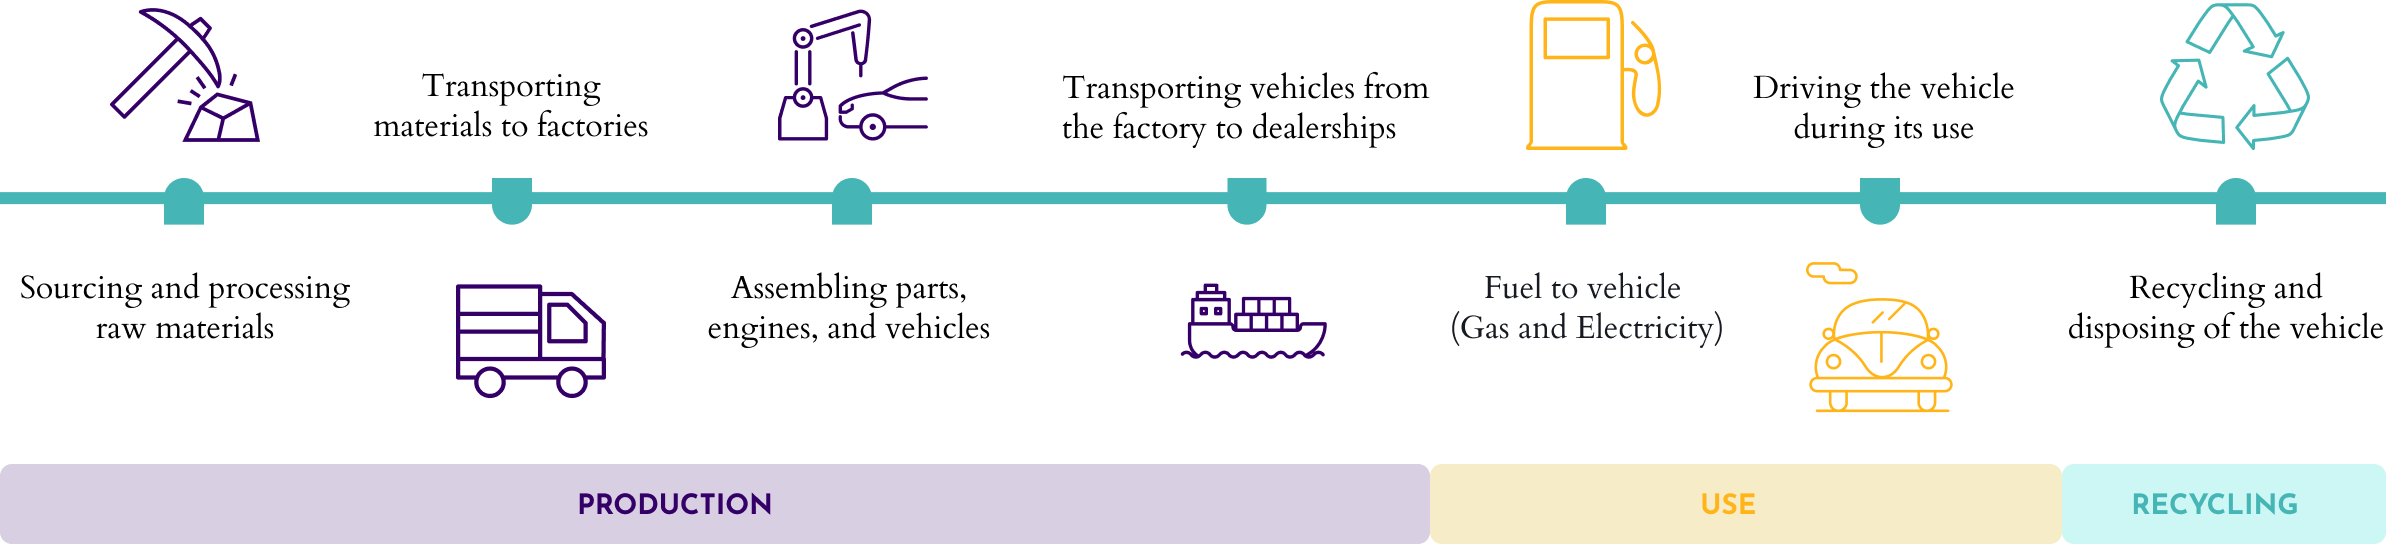 Sourcing and processing
raw materials
Transporting
materials to factories
Assembling parts,
engines, and vehicles
Transporting vehicles from
the factory to dealerships
Fuel to vehicle
(Gas and Electricity)
Driving the vehicle
during its use
Recycling and
disposing of the vehicle
PRODUCTION
USE
RECYCLING